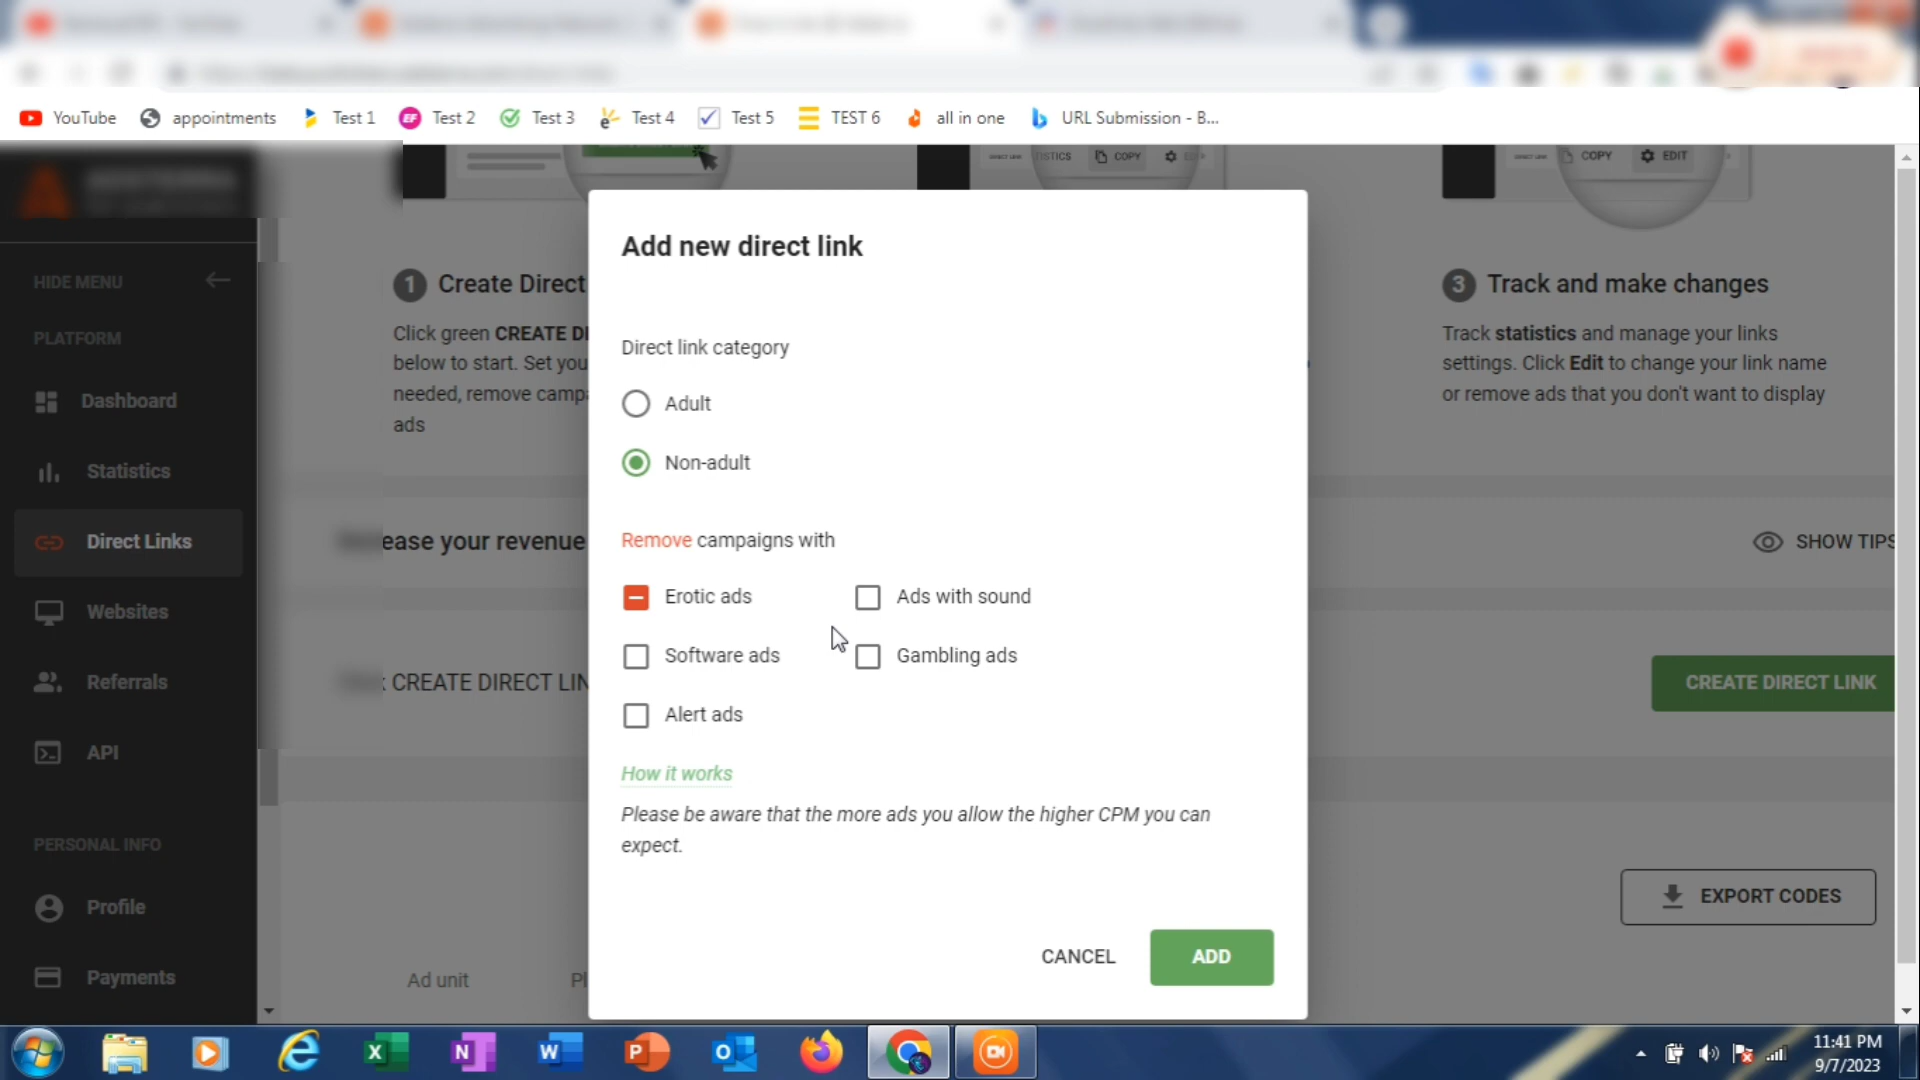 YouTube appointments Test 1 Test 2 Test 3 Test 4 Test 5 TEST 6 all in one URL Submission - B...
COPY
COPY EDIT
HIDE MENU
PLATFORM
Dashboard
Statistics
Direct Links
Websites
Referrals
API
PERSONAL INFO
Profile
Payments
1 Create Direct
Click green CREATE DI
below to start. Set you
needed, remove campa
ads
3 Track and make changes
Track statistics and manage your links
settings. Click Edit to change your link name
or remove ads that you don't want to display
ease your revenue
SHOW TIPS
CREATE DIRECT LIN
CREATE DIRECT LINK
EXPORT CODES
Ad unit
Add new direct link
Direct link category
Adult
Non-adult
Remove campaigns with
Erotic ads Ads with sound
Software ads Gambling ads
Alert ads
How it works
Please be aware that the more ads you allow the higher CPM you can
expect.
CANCEL ADD
11:41 PM
9/7/2023